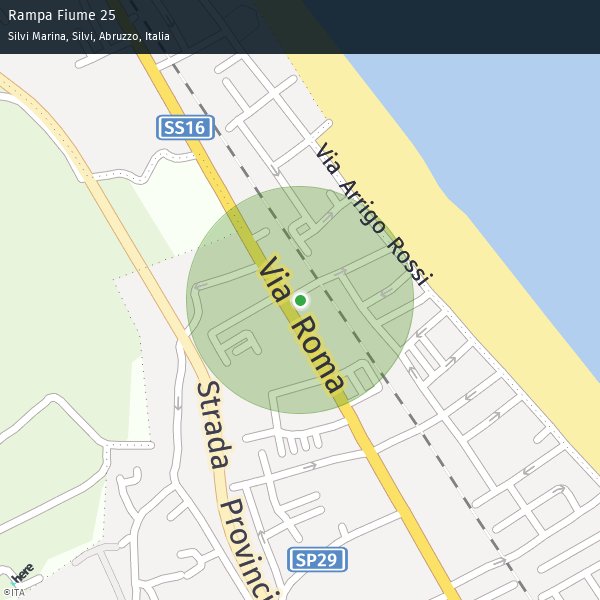 Rampa Fiume 25
Silvi Marina, Silvi, Abruzzo, Italia
SS16
Via Arrigo Rossi
Via Roma
Strada Provinci
SP29
here
©ITA